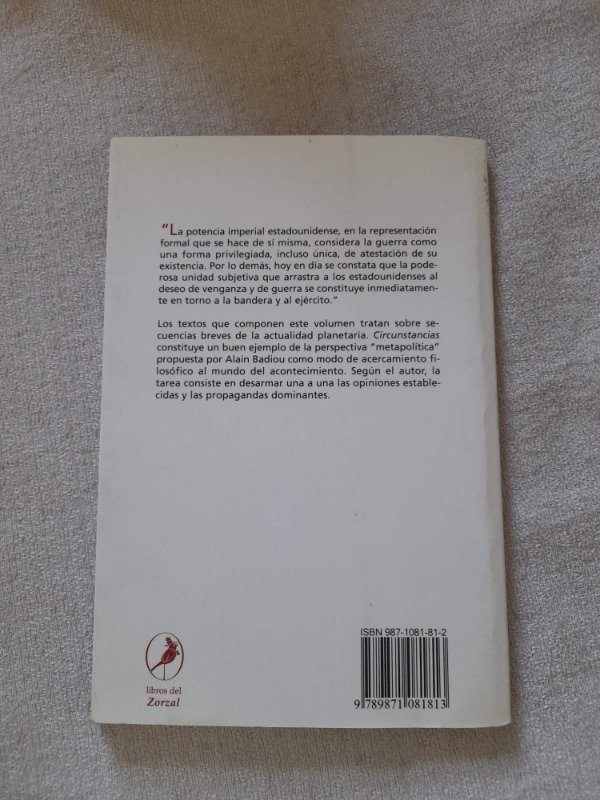 "La potencia imperial estadounidense, en la representación
formal que se hace de sí misma, considera la guerra como
una forma privilegiada, incluso única, de atestación de su
existencia. Por lo demás, hoy en día se constata que la pode-
rosa unidad subjetiva que arrastra a los estadounidenses al
deseo de venganza y de guerra se constituye inmediatamen-
te en torno a la bandera y al ejército."
Los textos que componen este volumen tratan sobre se-
cuencias breves de la actualidad planetaria. Circunstancias
constituye un buen ejemplo de la perspectiva "metapolítica"
propuesta por Alain Badiou como modo de acercamiento fi-
losófico al mundo del acontecimiento. Según el autor, la
tarea consiste en desarmar una a una las opiniones estable-
cidas y las propagandas dominantes.
ISBN 987-1081-81-2
9 789871 081813
libros del
Zorzal